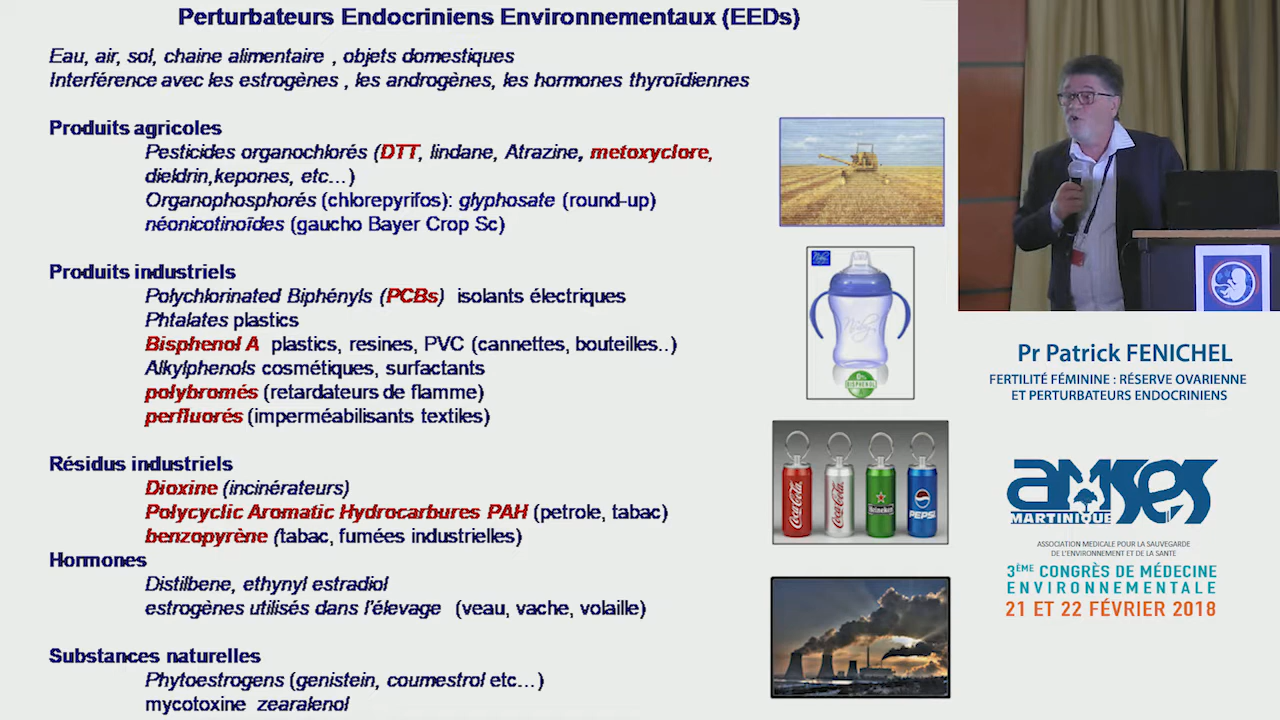 Perturbateurs Endocriniens Environnementaux (EEDs)
Eau, air, sol, chaine alimentaire , objets domestiques
Interférence avec les estrogènes , les androgènes, les hormones thyroïdiennes
Produits agricoles
Pesticides organochlorés (DTT, lindane, Atrazine, metoxyclore,
dieldrin,kepones, etc…)
Organophosphorés (chlorepyrifos): glyphosate (round-up)
néonicotinoïdes (gaucho Bayer Crop Sc)
Produits industriels
Polychlorinated Biphényls (PCBs) isolants électriques
Phtalates plastics
Bisphenol A plastics, resines, PVC (cannettes, bouteilles..)
Alkylphenols cosmétiques, surfactants
polybromés (retardateurs de flamme)
perfluorés (imperméabilisants textiles)
Résidus industriels
Dioxine (incinérateurs)
Polycyclic Aromatic Hydrocarbures PAH (petrole, tabac)
benzopyrène (tabac, fumées industrielles)
Hormones
Distilbene, ethynyl estradiol
estrogènes utilisés dans l'élevage (veau, vache, volaille)
Substances naturelles
Phytoestrogens (genistein, coumestrol etc…)
mycotoxine zearalenol
0%
BISPHENOL
Coca-Cola
Coca-Cola
Heineken
PEPSI
Pr Patrick FENICHEL
FERTILITÉ FÉMININE : RÉSERVE OVARIENNE
ET PERTURBATEURS ENDOCRINIENS
AMSES
MARTINIQUE
ASSOCIATION MEDICALE POUR LA SAUVEGARDE
DE L'ENVIRONNEMENT ET DE LA SANTE
3ÈME CONGRÈS DE MÉDECINE
ENVIRONNEMENTALE
21 ET 22 FÉVRIER 2018